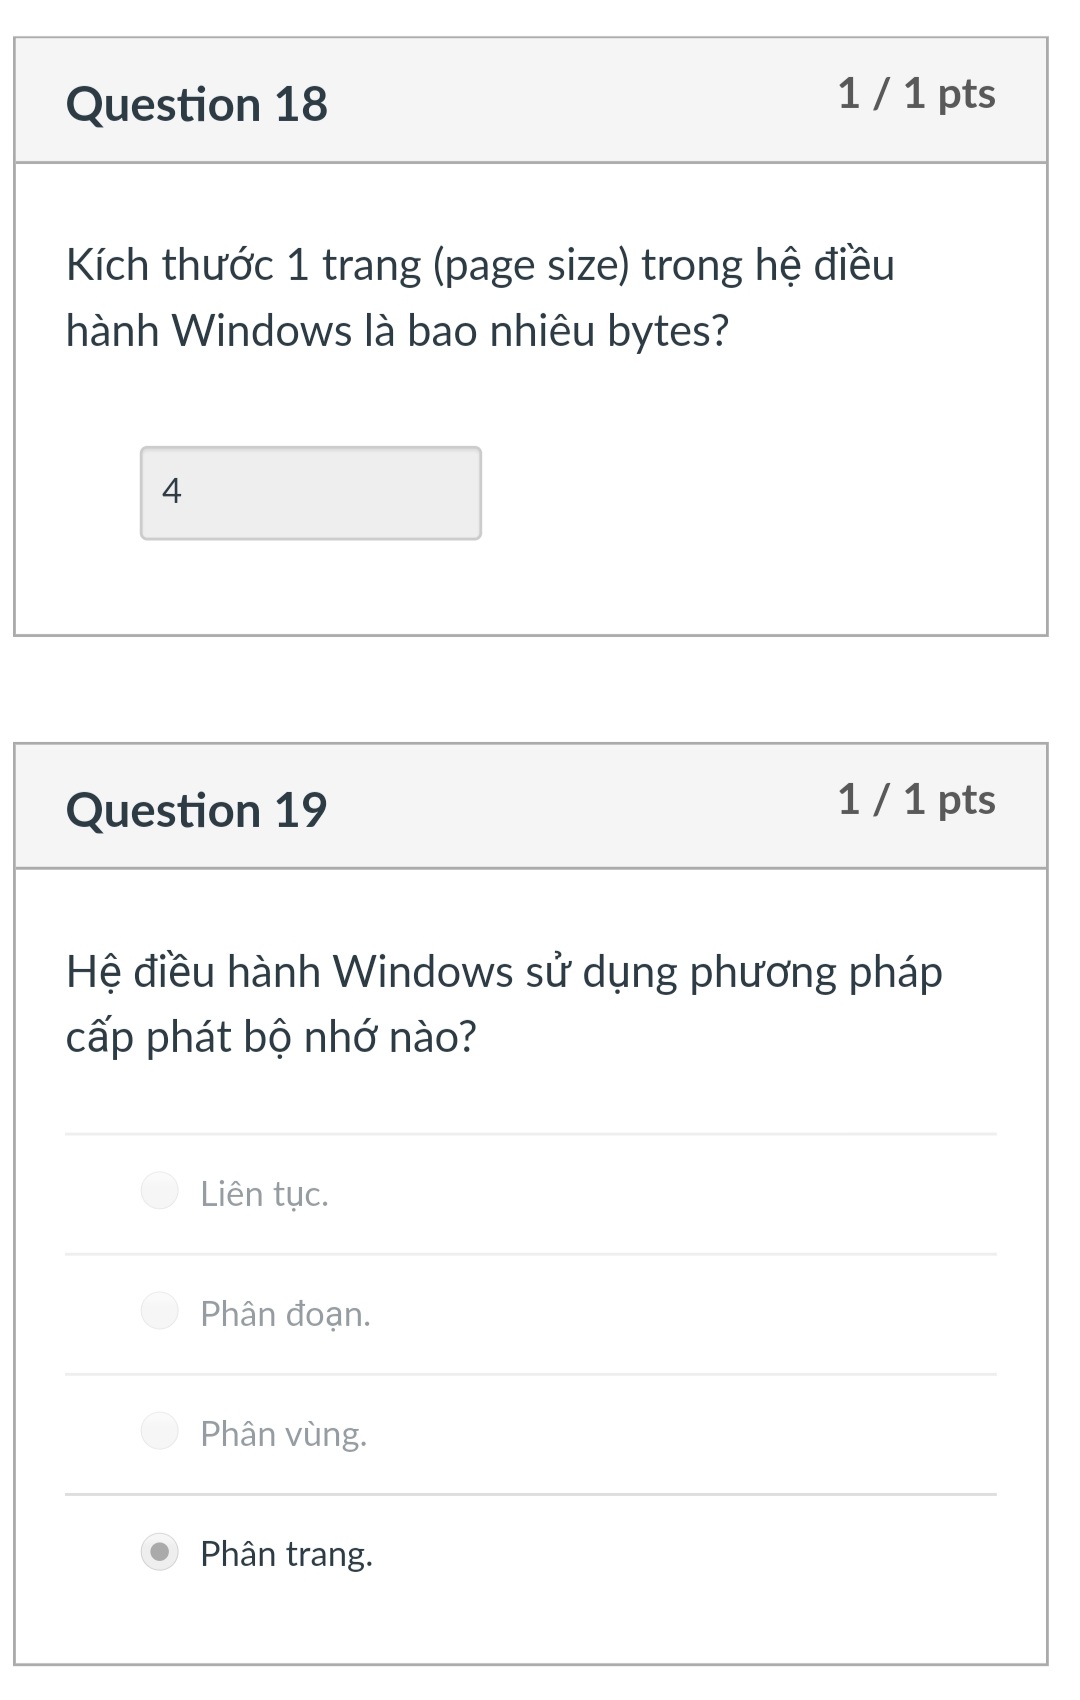 Question 18
1 / 1 pts
Kích thước 1 trang (page size) trong hệ điều
hành Windows là bao nhiêu bytes?
4
Question 19
1 / 1 pts
Hệ điều hành Windows sử dụng phương pháp
cấp phát bộ nhớ nào?
Liên tục.
Phân đoạn.
Phân vùng.
Phân trang.